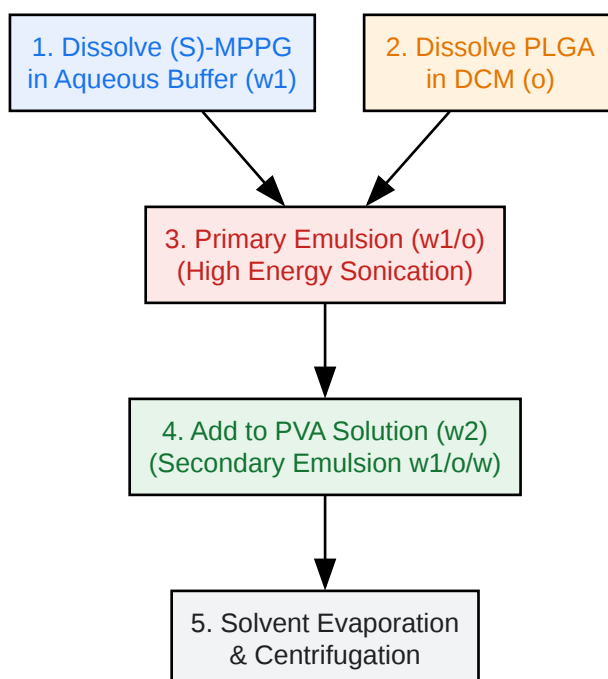 1. Dissolve (S)-MPPG
in Aqueous Buffer (w1)
2. Dissolve PLGA
in DCM (o)
3. Primary Emulsion (w1/o)
(High Energy Sonication)
4. Add to PVA Solution (w2)
(Secondary Emulsion w1/o/w)
5. Solvent Evaporation
& Centrifugation